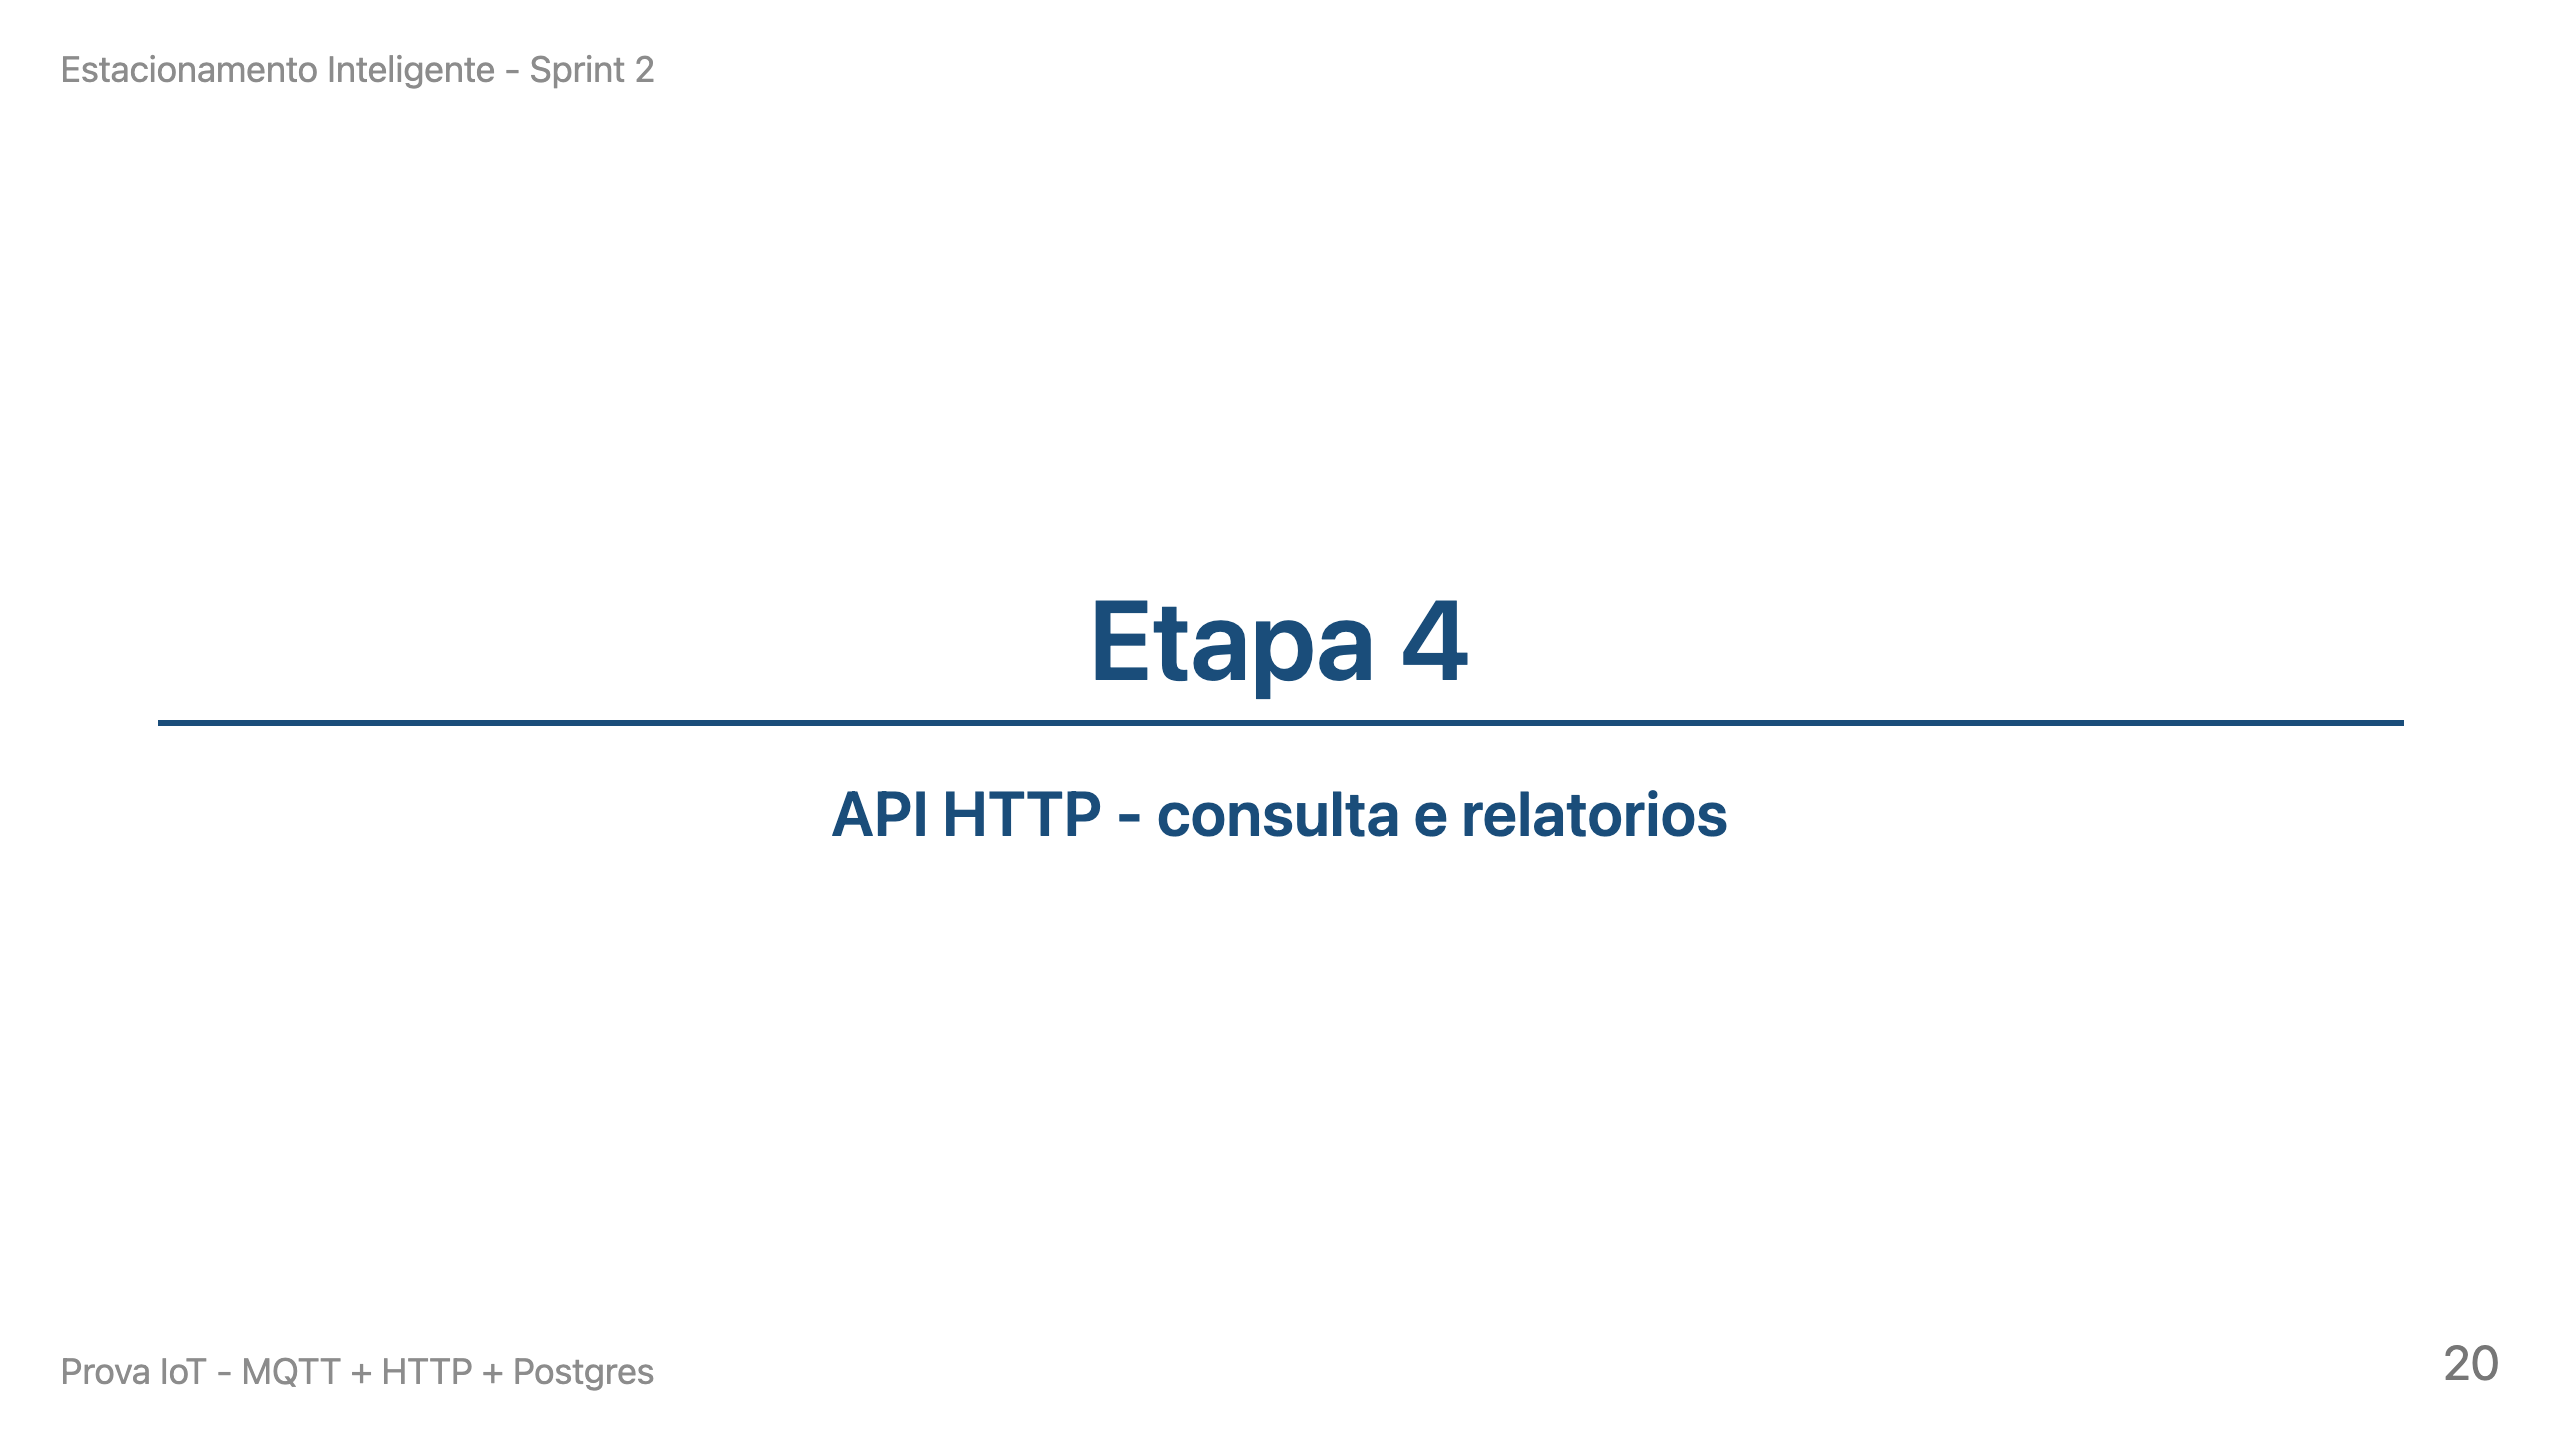 Estacionamento Inteligente - Sprint 2
Etapa 4
API HTTP - consulta e relatorios
Prova IoT - MQTT + HTTP + Postgres
20